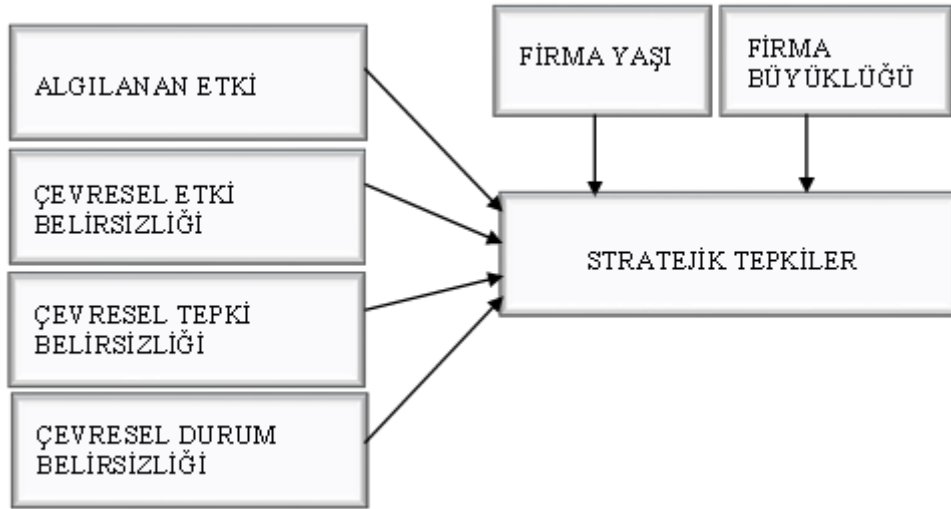 ALGILANAN ETKİ
ÇEVRESEL ETKİ
BELİRSİZLİĞİ
ÇEVRESEL TEPKİ
BELİRSİZLİĞİ
ÇEVRESEL DURUM
BELİRSİZLİĞİ
FİRMA YAŞI
FİRMA
BÜYÜKLÜĞÜ
STRATEJİK TEPKİLER